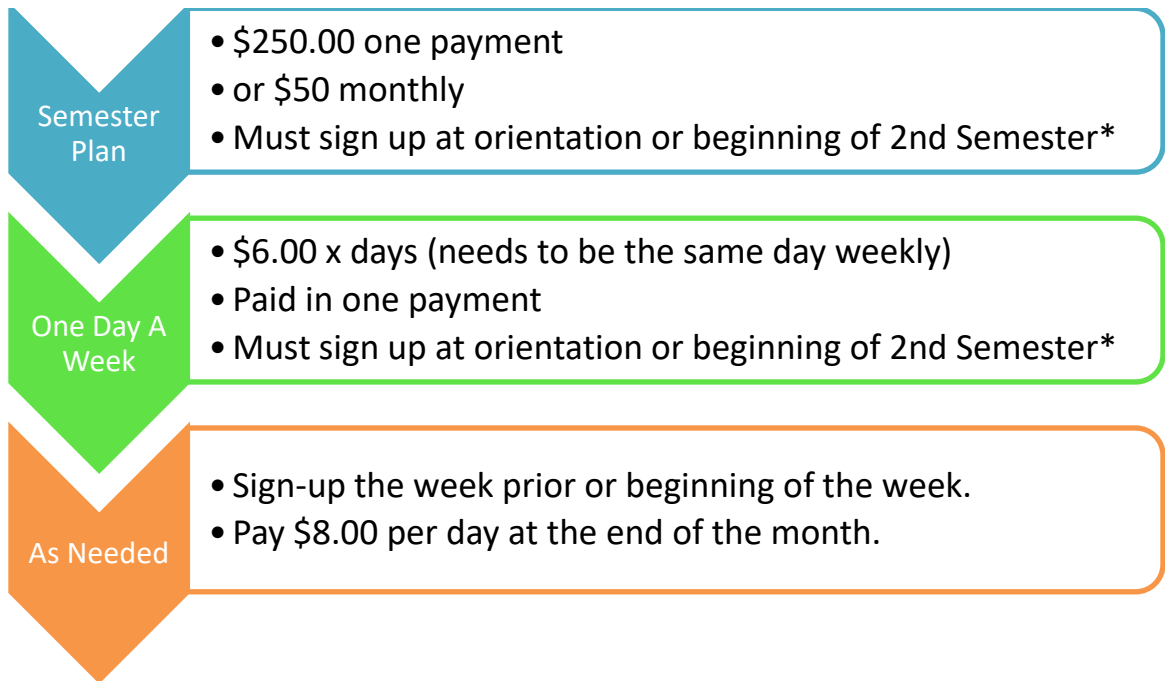 Semester
Plan
• $250.00 one payment
• or $50 monthly
• Must sign up at orientation or beginning of 2nd Semester*
One Day A
Week
• $6.00 x days (needs to be the same day weekly)
• Paid in one payment
• Must sign up at orientation or beginning of 2nd Semester*
As Needed
• Sign-up the week prior or beginning of the week.
• Pay $8.00 per day at the end of the month.